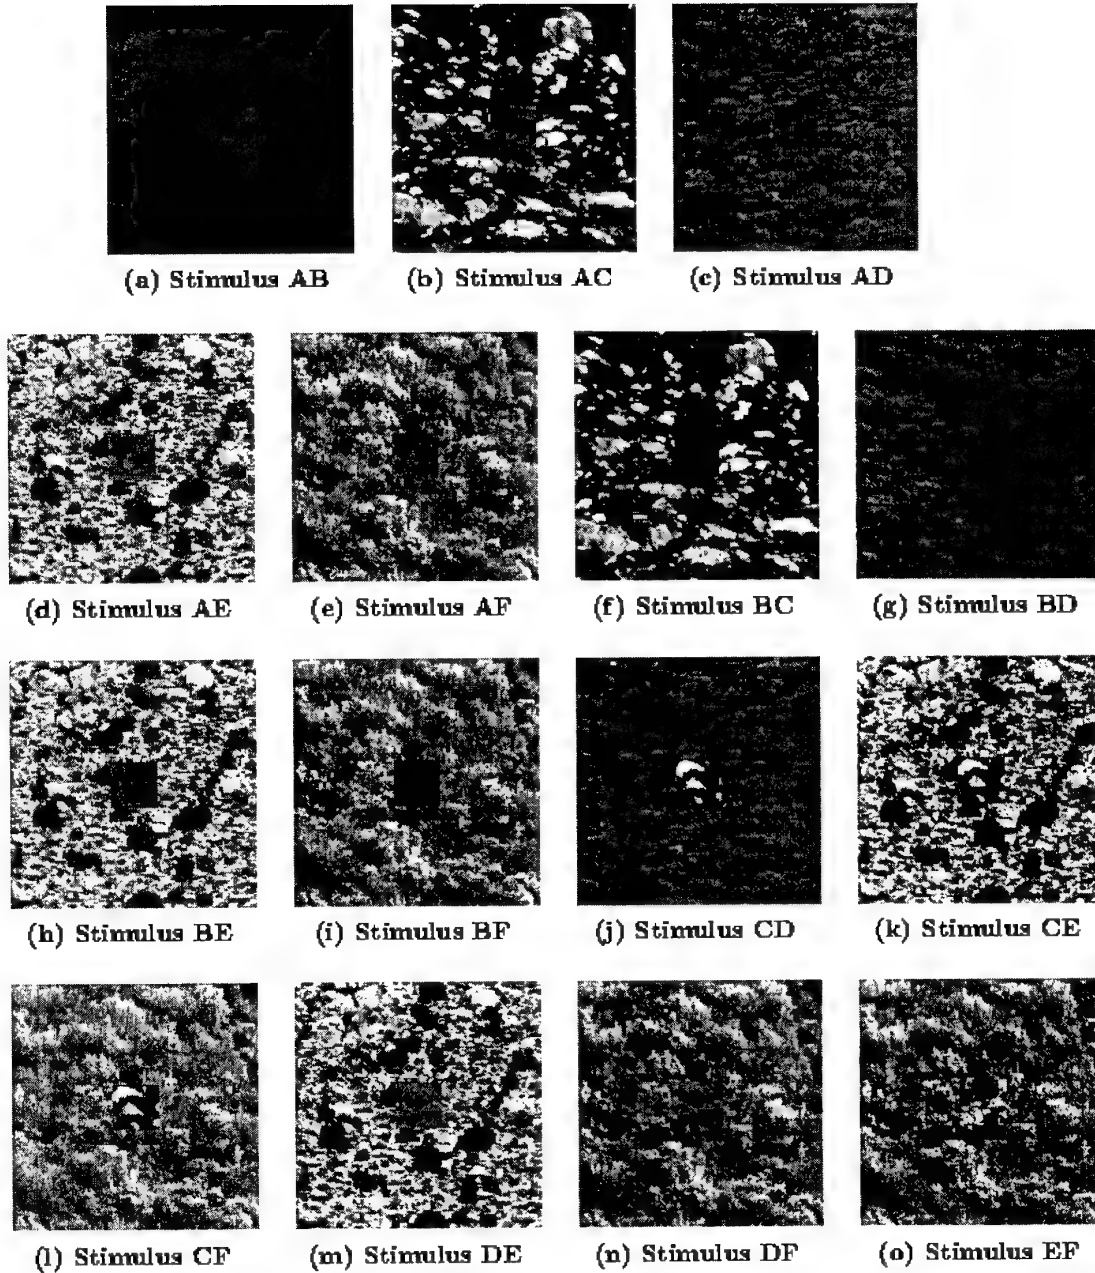 (a) Stimulus AB
(b) Stimulus AC
(c) Stimulus AD
(d) Stimulus AE
(e) Stimulus AF
(f) Stimulus BC
(g) Stimulus BD
(h) Stimulus BE
(i) Stimulus BF
(j) Stimulus CD
(k) Stimulus CE
(l) Stimulus CF
(m) Stimulus DE
(n) Stimulus DF
(o) Stimulus EF